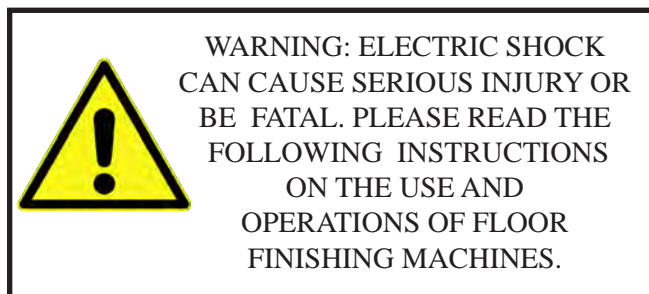 WARNING: ELECTRIC SHOCK
CAN CAUSE SERIOUS INJURY OR
BE FATAL. PLEASE READ THE
FOLLOWING INSTRUCTIONS
ON THE USE AND
OPERATIONS OF FLOOR
FINISHING MACHINES.